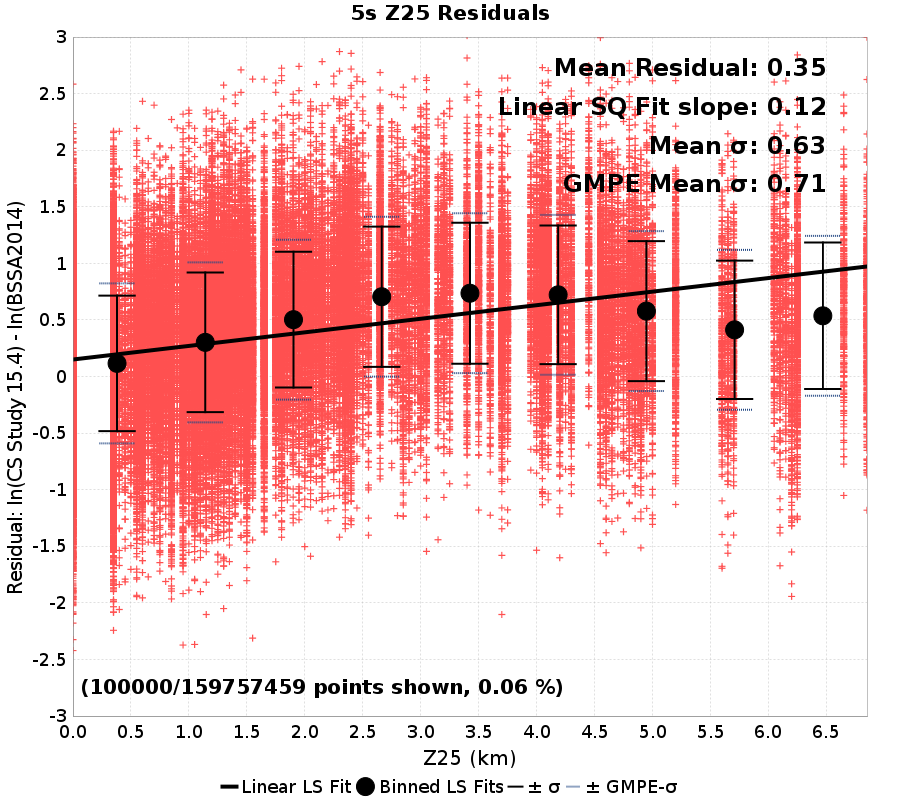 5s Z25 Residuals
Mean Residual: 0.35
Linear SQ Fit slope: 0.12
Mean σ: 0.63
GMPE Mean σ: 0.71
Residual: ln(CS Study 15.4) - ln(BSSA2014)
3
2.5
2
1.5
1
0.5
0
-0.5
-1
-1.5
-2
-2.5
-3
(100000/159757459 points shown, 0.06 %)
0.0 0.5 1.0 1.5 2.0 2.5 3.0 3.5 4.0 4.5 5.0 5.5 6.0 6.5
Z25 (km)
Linear LS Fit Binned LS Fits ± σ ± GMPE-σ